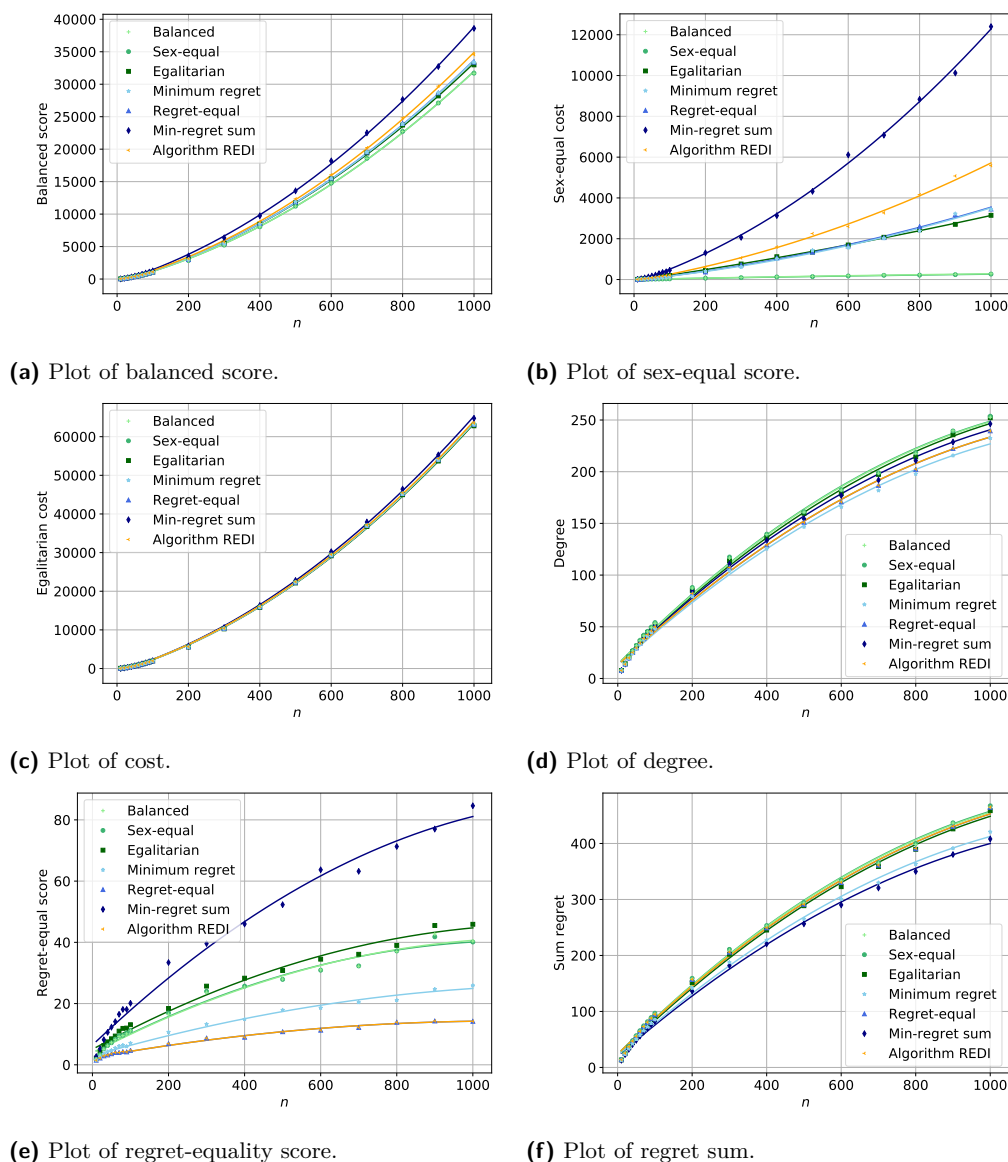 40000
35000
30000
25000
20000
15000
10000
5000
0
Balanced score
Balanced
Sex-equal
Egalitarian
Minimum regret
Regret-equal
Min-regret sum
Algorithm REDI
0 200 400 600 800 1000
n
12000
10000
8000
6000
4000
2000
0
Sex-equal cost
Balanced
Sex-equal
Egalitarian
Minimum regret
Regret-equal
Min-regret sum
Algorithm REDI
0 200 400 600 800 1000
n
(a) Plot of balanced score.
(b) Plot of sex-equal score.
60000
50000
40000
30000
20000
10000
0
Egalitarian cost
Balanced
Sex-equal
Egalitarian
Minimum regret
Regret-equal
Min-regret sum
Algorithm REDI
0 200 400 600 800 1000
n
250
200
150
100
50
0
Degree
Balanced
Sex-equal
Egalitarian
Minimum regret
Regret-equal
Min-regret sum
Algorithm REDI
0 200 400 600 800 1000
n
(c) Plot of cost.
(d) Plot of degree.
80
60
40
20
0
Regret-equal score
Balanced
Sex-equal
Egalitarian
Minimum regret
Regret-equal
Min-regret sum
Algorithm REDI
0 200 400 600 800 1000
n
400
300
200
100
0
Sum regret
Balanced
Sex-equal
Egalitarian
Minimum regret
Regret-equal
Min-regret sum
Algorithm REDI
0 200 400 600 800 1000
n
(e) Plot of regret-equality score.
(f) Plot of regret sum.